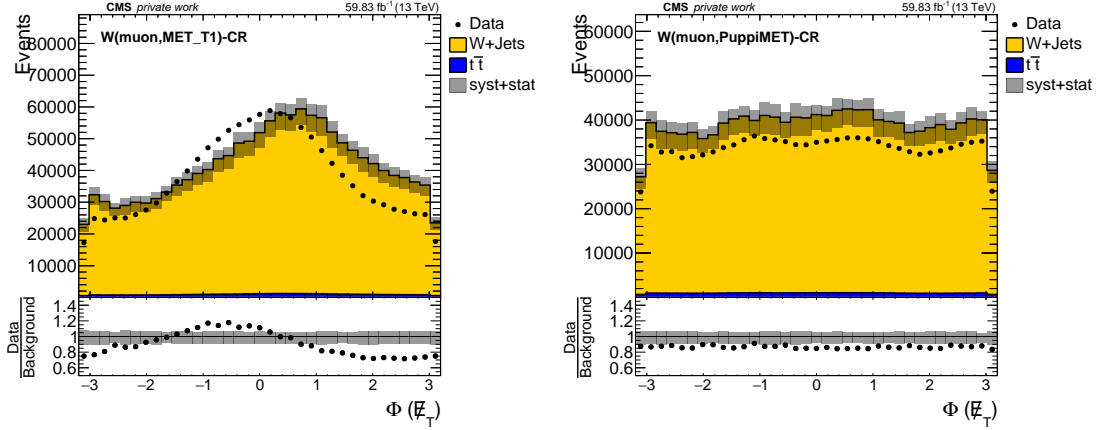 CMS private work 59.83 fb⁻¹ (13 TeV)
W(muon,MET_T1)-CR
Events
80000
70000
60000
50000
40000
30000
20000
10000
Data
W+Jets
tt̅
syst+stat
Data
Background
1.4
1.2
1
0.8
0.6
−3 −2 −1 0 1 2 3
Φ (E̸_T)
CMS private work 59.83 fb⁻¹ (13 TeV)
W(muon,PuppiMET)-CR
Events
60000
50000
40000
30000
20000
10000
Data
W+Jets
tt̅
syst+stat
Data
Background
1.4
1.2
1
0.8
0.6
−3 −2 −1 0 1 2 3
Φ (E̸_T)